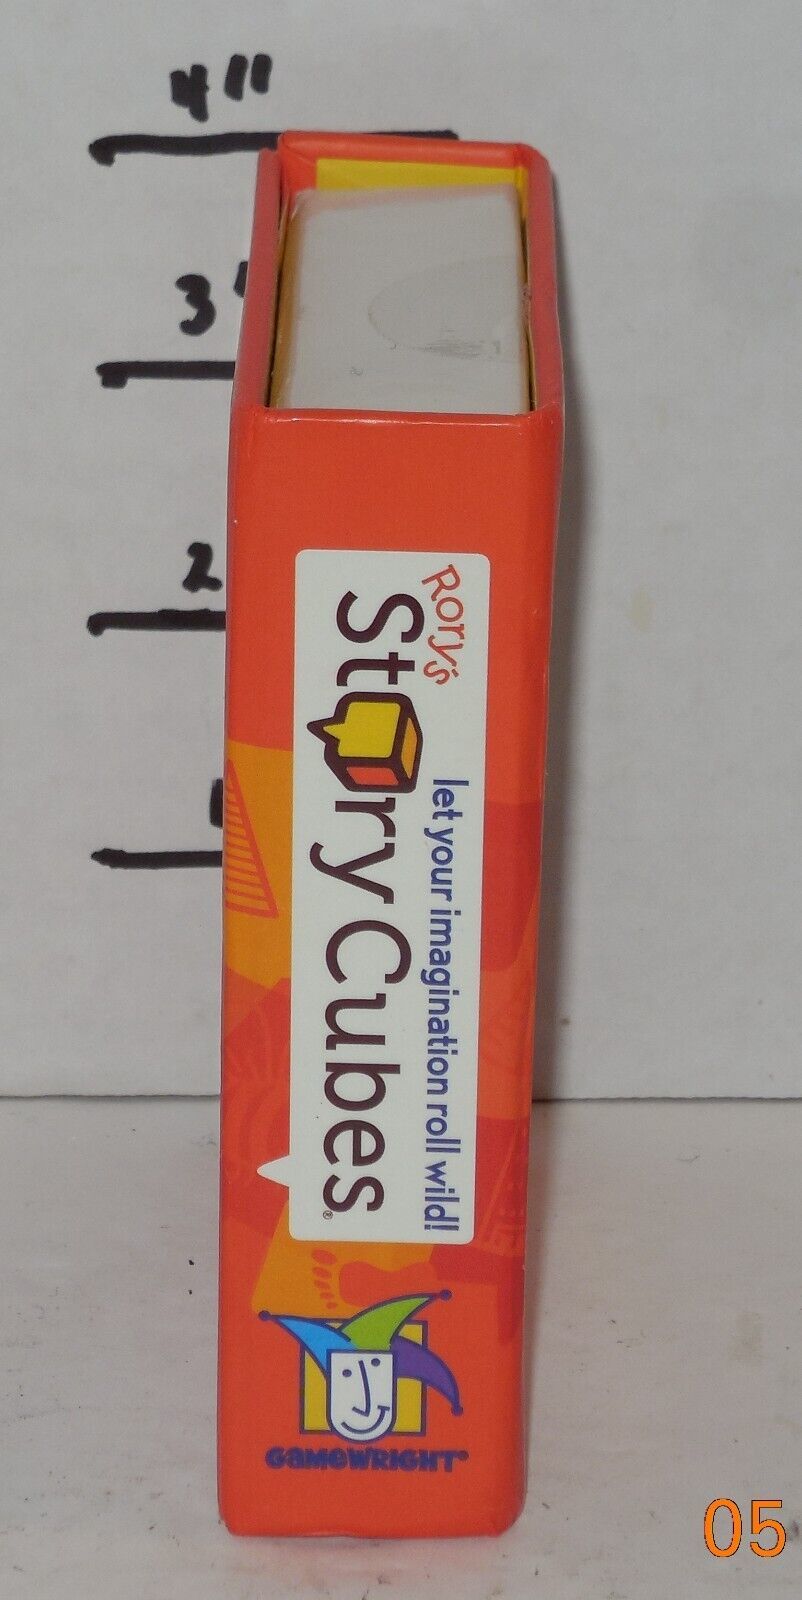 4"
3'
2
Rory's
Story Cubes®
let your imagination roll wild!
GAMEWRIGHT®
05